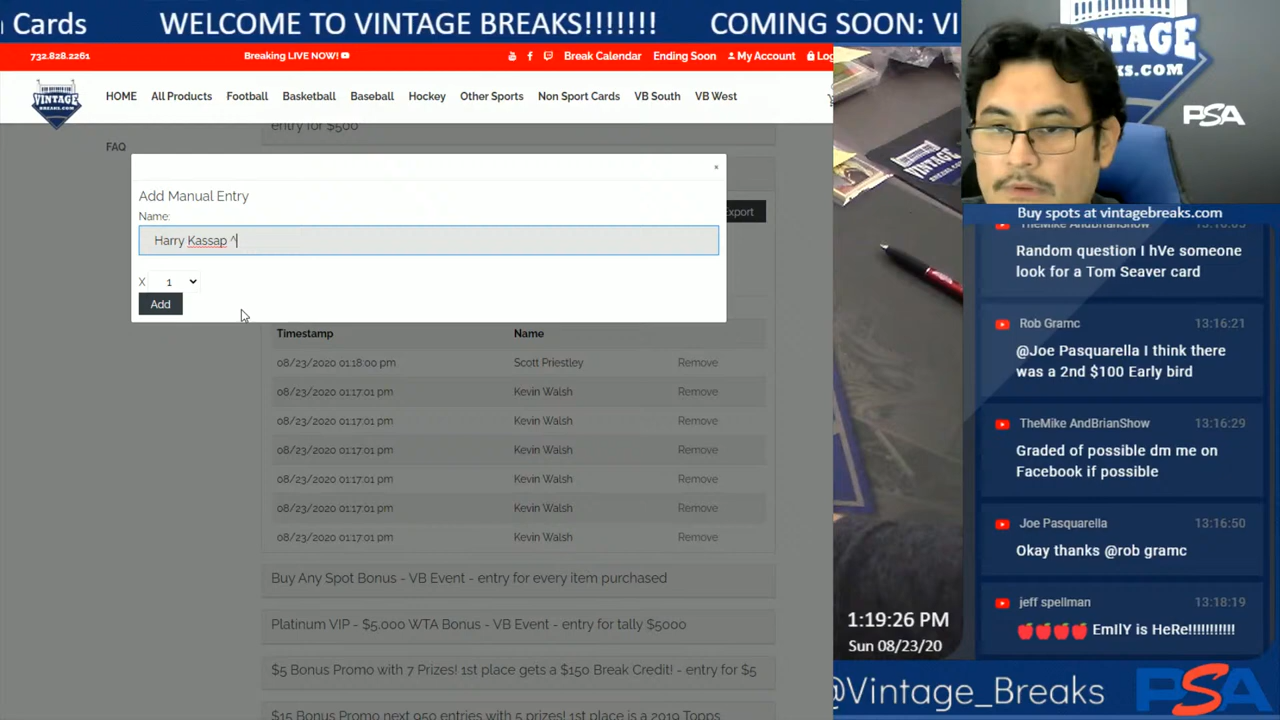 n Cards WELCOME TO VINTAGE BREAKS!!!!!!! COMING SOON: VI
732.828.2261 Breaking LIVE NOW! Break Calendar Ending Soon My Account Log
VINTAGE BREAKS.COM HOME All Products Football Basketball Baseball Hockey Other Sports Non Sport Cards VB South VB West
VINTAGE
BREAKS.COM
PSA
entry for $500
FAQ
×
Add Manual Entry
Name:
Harry Kassap ^
X 1
Add
Export
Timestamp Name
08/23/2020 01:18:00 pm Scott Priestley Remove
08/23/2020 01:17:01 pm Kevin Walsh Remove
08/23/2020 01:17:01 pm Kevin Walsh Remove
08/23/2020 01:17:01 pm Kevin Walsh Remove
08/23/2020 01:17:01 pm Kevin Walsh Remove
08/23/2020 01:17:01 pm Kevin Walsh Remove
08/23/2020 01:17:01 pm Kevin Walsh Remove
Buy Any Spot Bonus - VB Event - entry for every item purchased
Platinum VIP - $5,000 WTA Bonus - VB Event - entry for tally $5000
$5 Bonus Promo with 7 Prizes! 1st place gets a $150 Break Credit! - entry for $5
$15 Bonus Promo next 950 entries with 5 prizes! 1st place is a 2019 Topps
Buy spots at vintagebreaks.com
TheMike AndBrianShow
Random question I hVe someone
look for a Tom Seaver card
Rob Gramc 13:16:21
@Joe Pasquarella I think there
was a 2nd $100 Early bird
TheMike AndBrianShow 13:16:29
Graded of possible dm me on
Facebook if possible
Joe Pasquarella 13:16:50
Okay thanks @rob gramc
jeff spellman 13:18:19
🍎🍎🍎🍎 EmIlY is HeRe!!!!!!!!!!!
1:19:26 PM
Sun 08/23/20
@Vintage_Breaks PSA